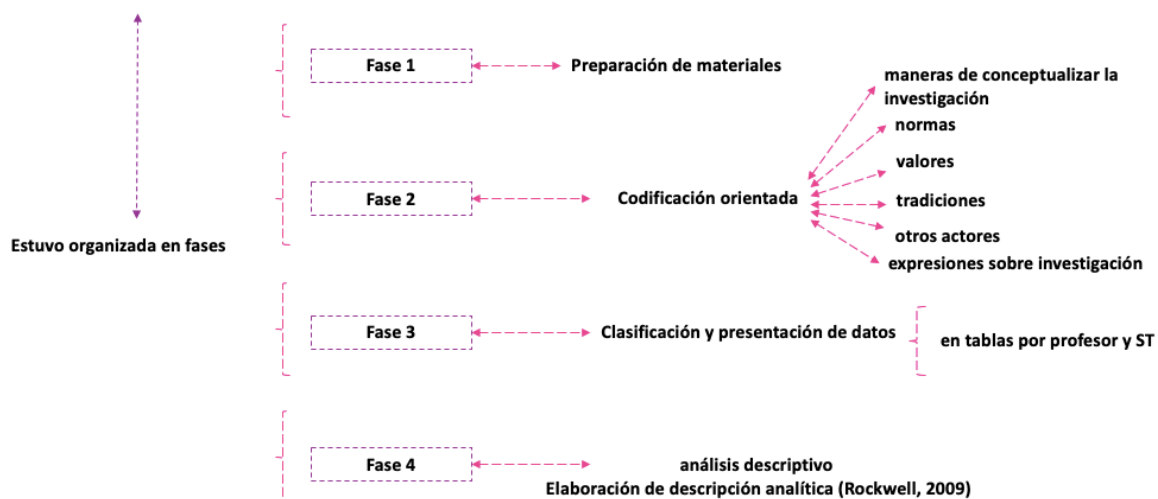 Fase 1
Preparación de materiales
maneras de conceptualizar la
investigación
normas
valores
Fase 2
Codificación orientada
tradiciones
otros actores
expresiones sobre investigación
Estuvo organizada en fases
Fase 3
Clasificación y presentación de datos
en tablas por profesor y ST
Fase 4
análisis descriptivo
Elaboración de descripción analítica (Rockwell, 2009)